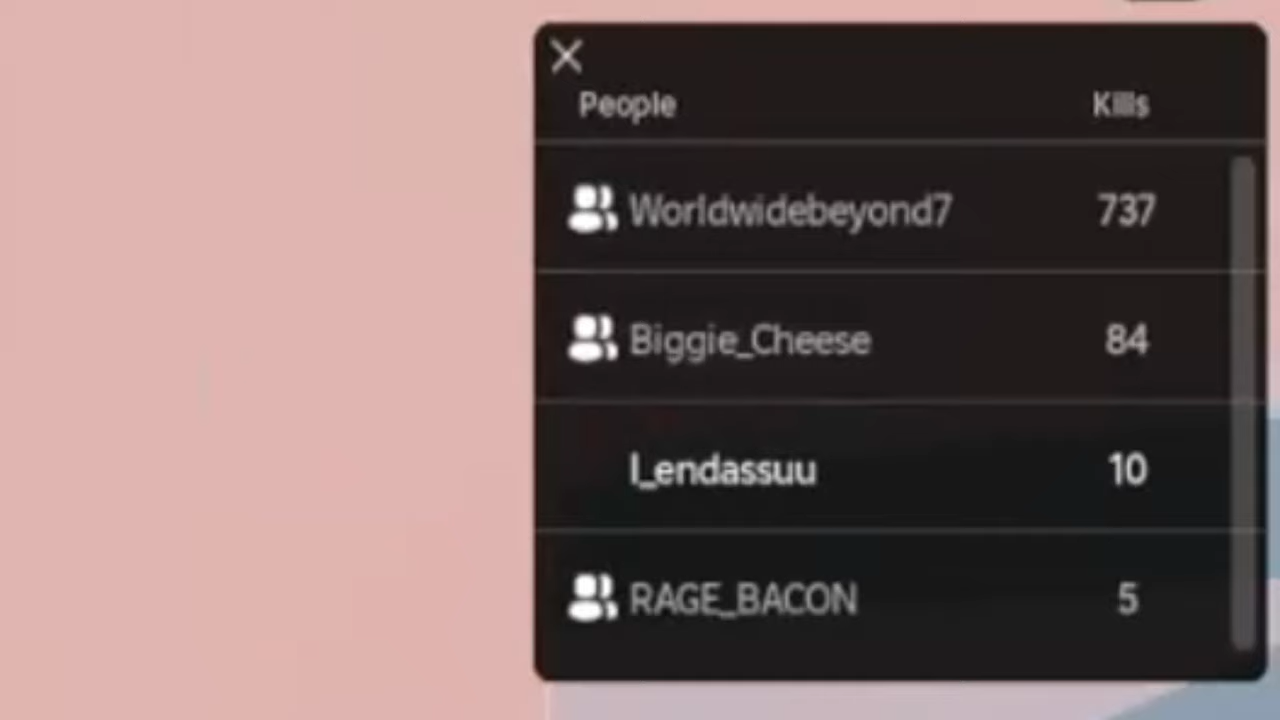 People Kills
Worldwidebeyond7 737
Biggie_Cheese 84
l_endassuu 10
RAGE_BACON 5